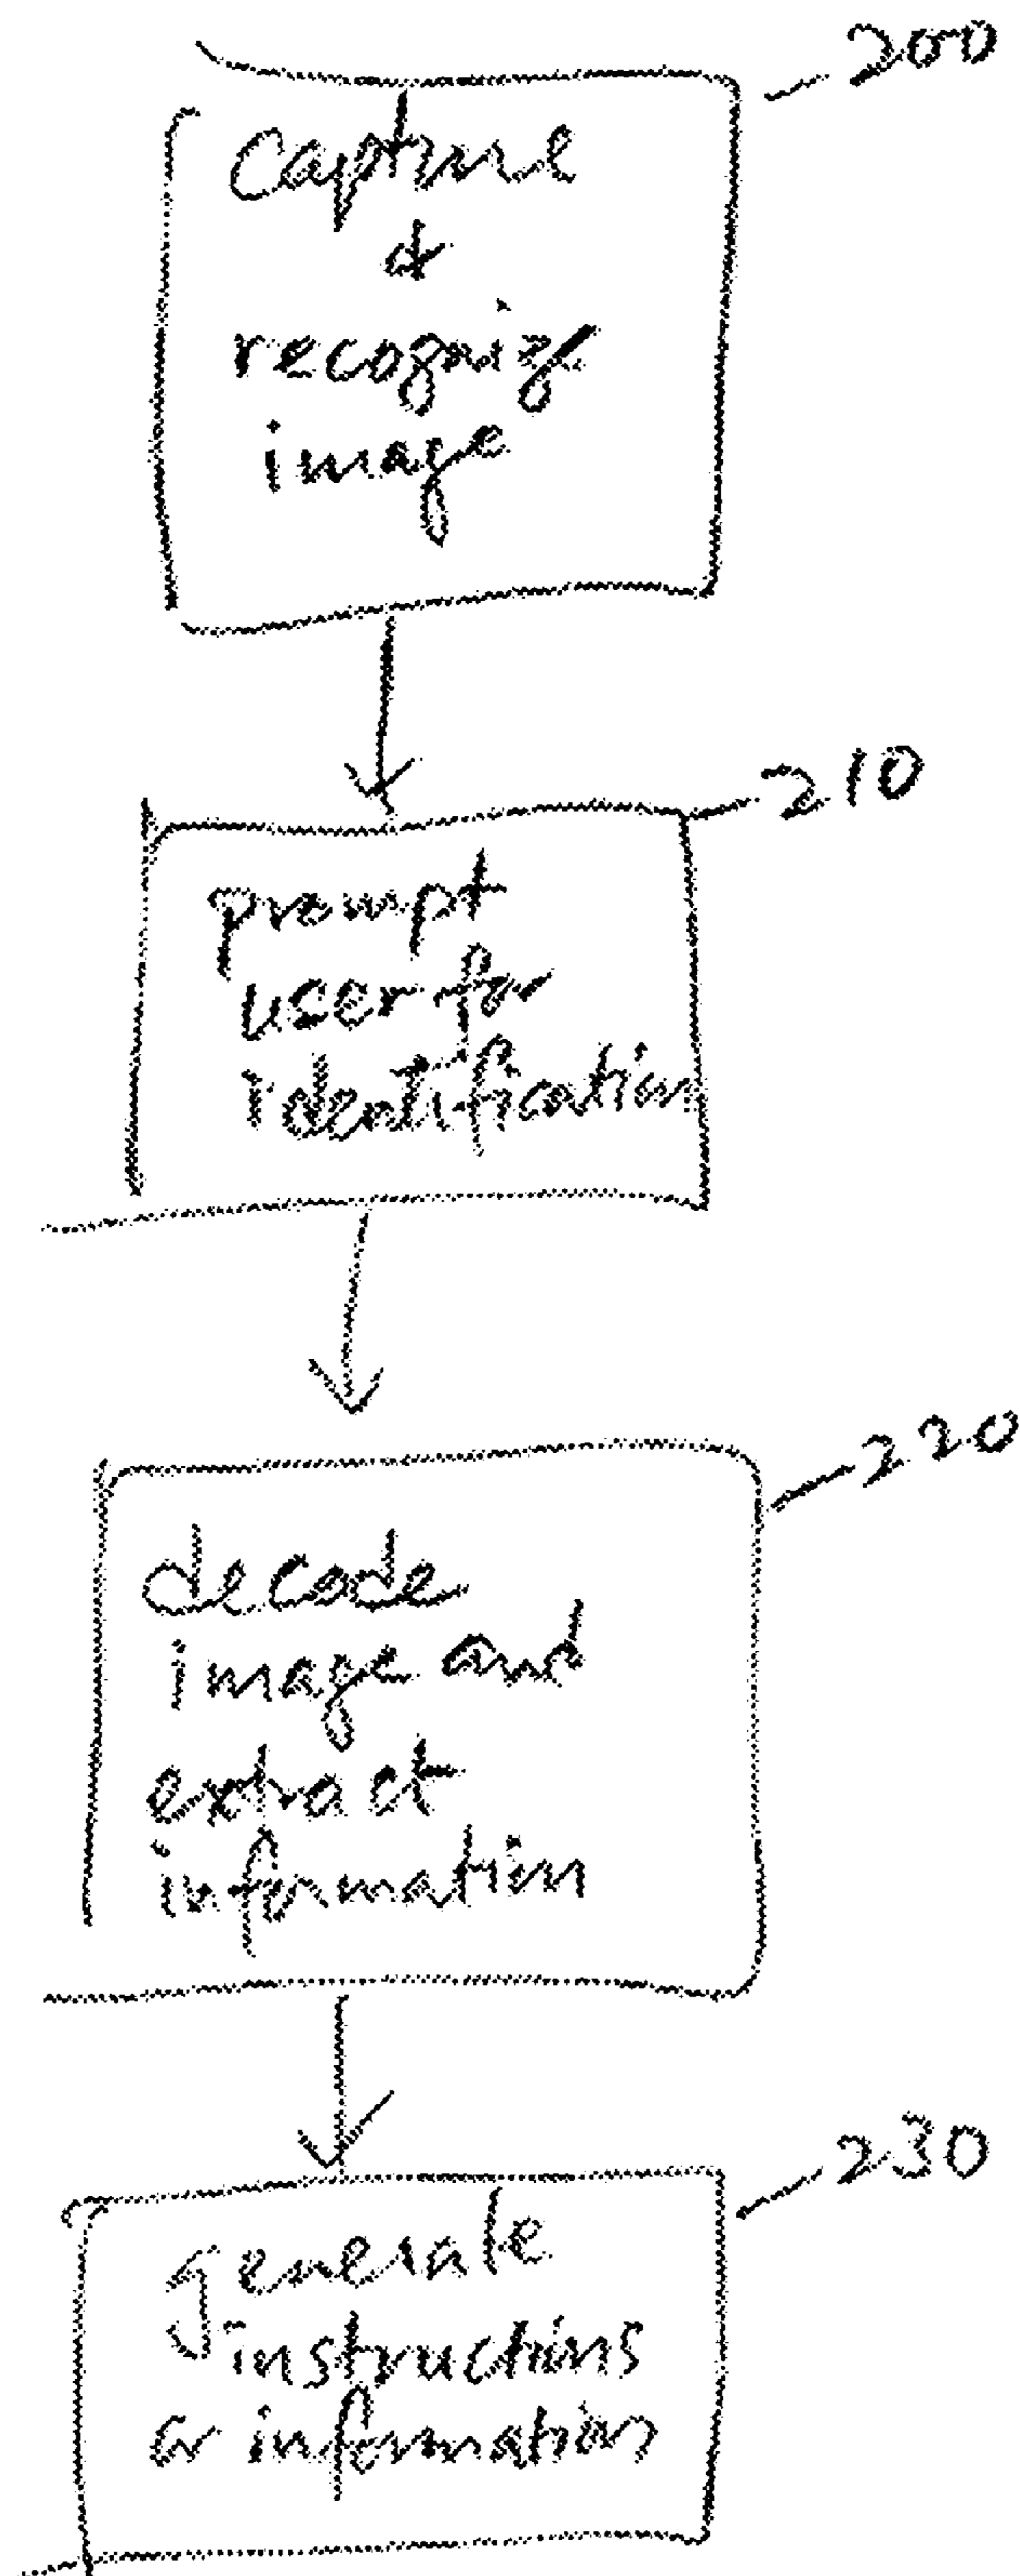 200
capture
&
recognize
image
210
prompt
user for
identification
220
decode
image and
extract
information
230
generate
instructions
or information